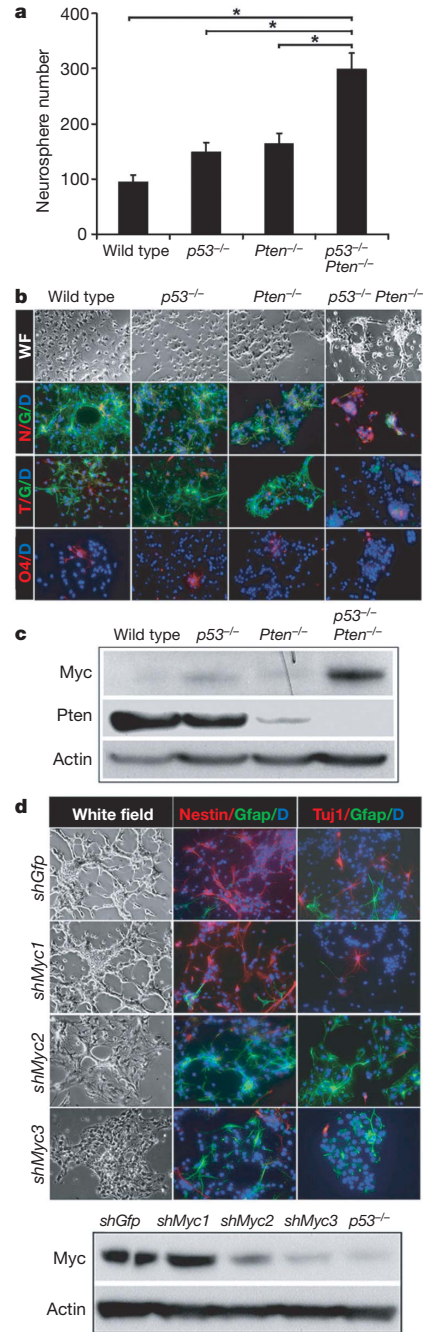 a
* 
*
*
Neurosphere number
400
300
200
100
0
Wild type p53–/– Pten–/– p53–/– Pten–/–
b
Wild type p53–/– Pten–/– p53–/– Pten–/–
WF
N/G/D
T/G/D
O4/D
c
Wild type p53–/– Pten–/– p53–/– Pten–/–
Myc
Pten
Actin
d
White field Nestin/Gfap/D Tuj1/Gfap/D
shGfp
shMyc1
shMyc2
shMyc3
shGfp shMyc1 shMyc2 shMyc3 p53–/–
Myc
Actin